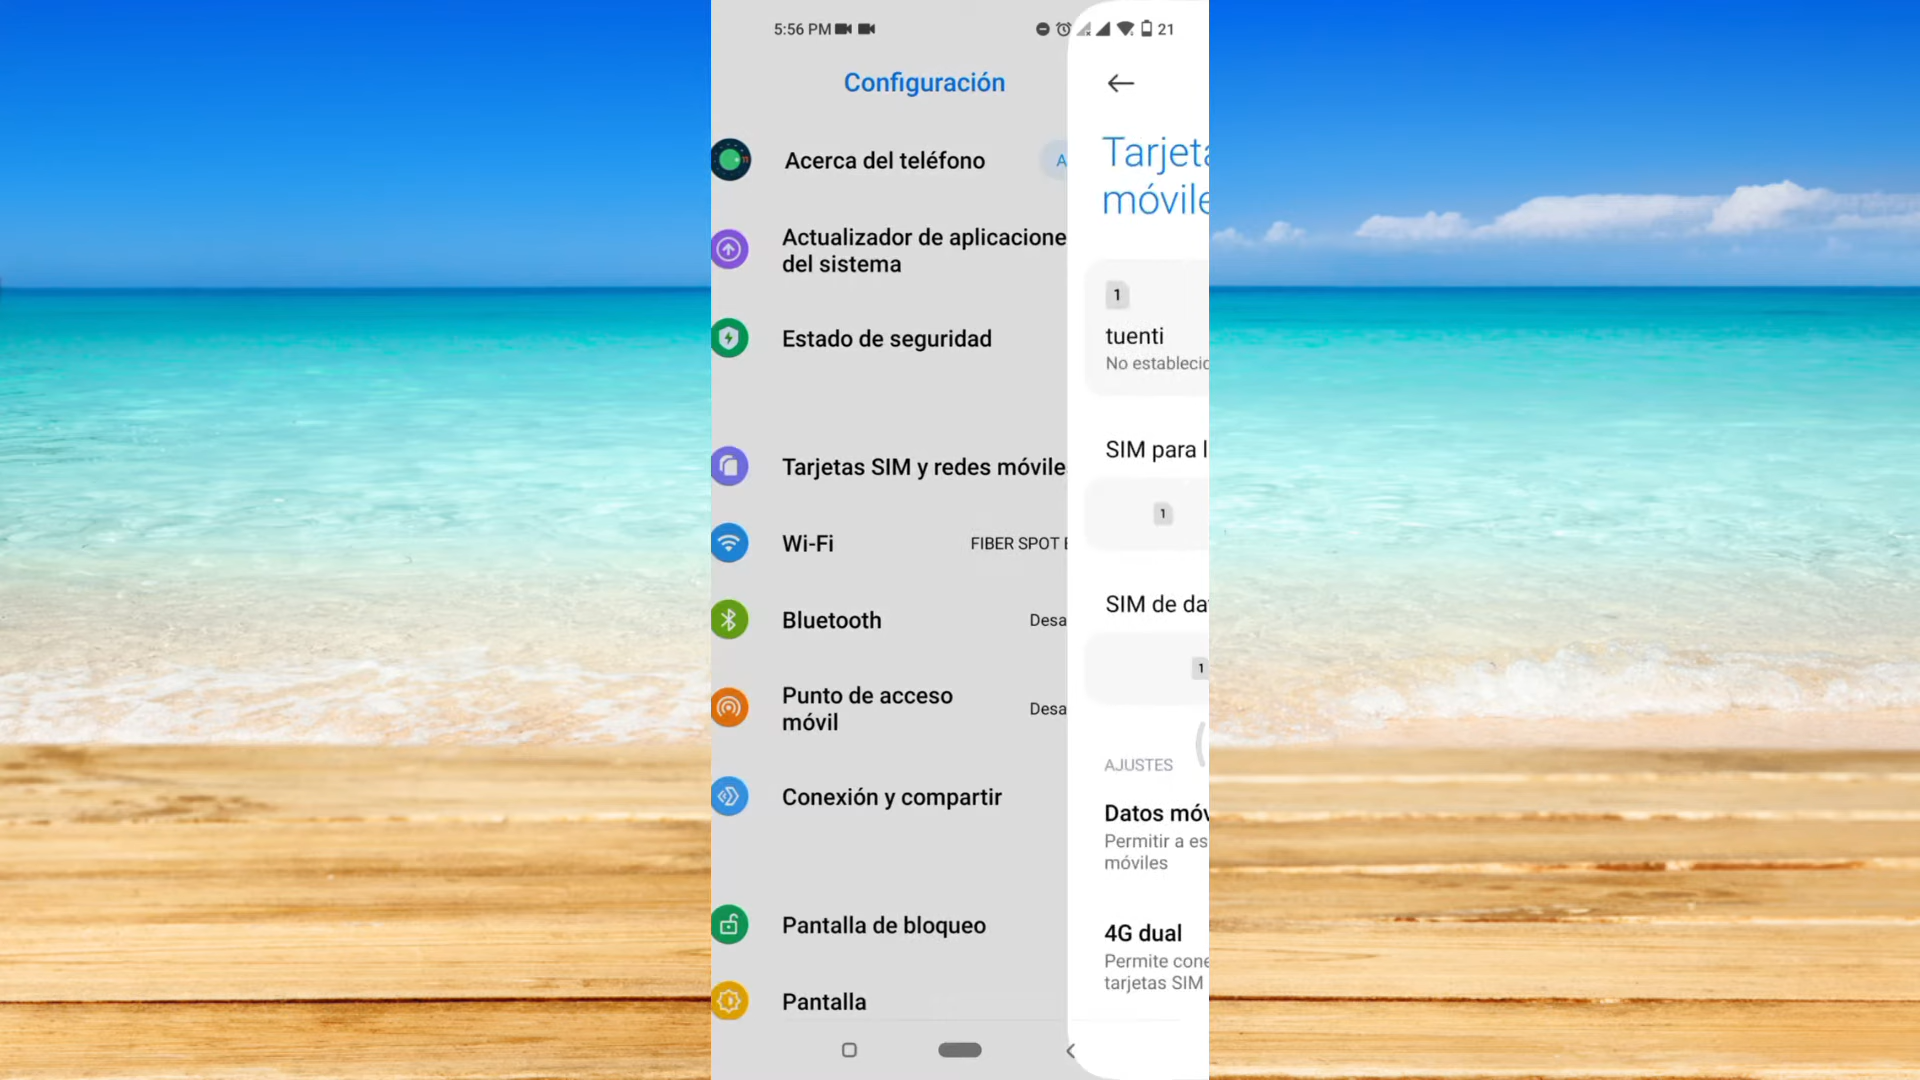 5:56 PM
21
Configuración
Acerca del teléfono
A
Actualizador de aplicacione
del sistema
Estado de seguridad
Tarjetas SIM y redes móvile
Wi-Fi
FIBER SPOT
Bluetooth
Desa
Punto de acceso
móvil
Desa
Conexión y compartir
Pantalla de bloqueo
Pantalla
Tarjeta
móvile
1
tuenti
No establecid
SIM para l
1
SIM de da
1
AJUSTES
Datos móv
Permitir a es
móviles
4G dual
Permite cone
tarjetas SIM